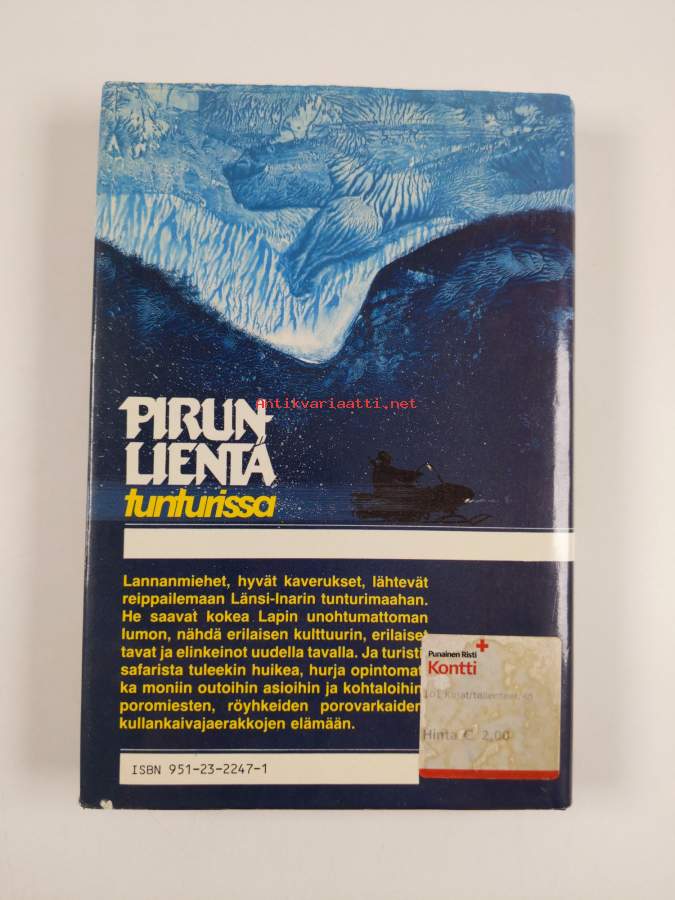 Antikvariaatti.net
PIRUN-
LIENTÄ
tunturissa
Lannanmiehet, hyvät kaverukset, lähtevät
reippailemaan Länsi-Inarin tunturimaahan.
He saavat kokea Lapin unohtumattoman
lumon, nähdä erilaisen kulttuurin, erilaiset
tavat ja elinkeinot uudella tavalla. Ja turisti-
safarista tuleekin huikea, hurja opintomat-
ka moniin outoihin asioihin ja kohtaloihin
poromiesten, röyhkeiden porovarkaiden
kullankaivajaerakkojen elämään.
ISBN 951-23-2247-1
Punainen Risti
Kontti
Hinta € 2,00